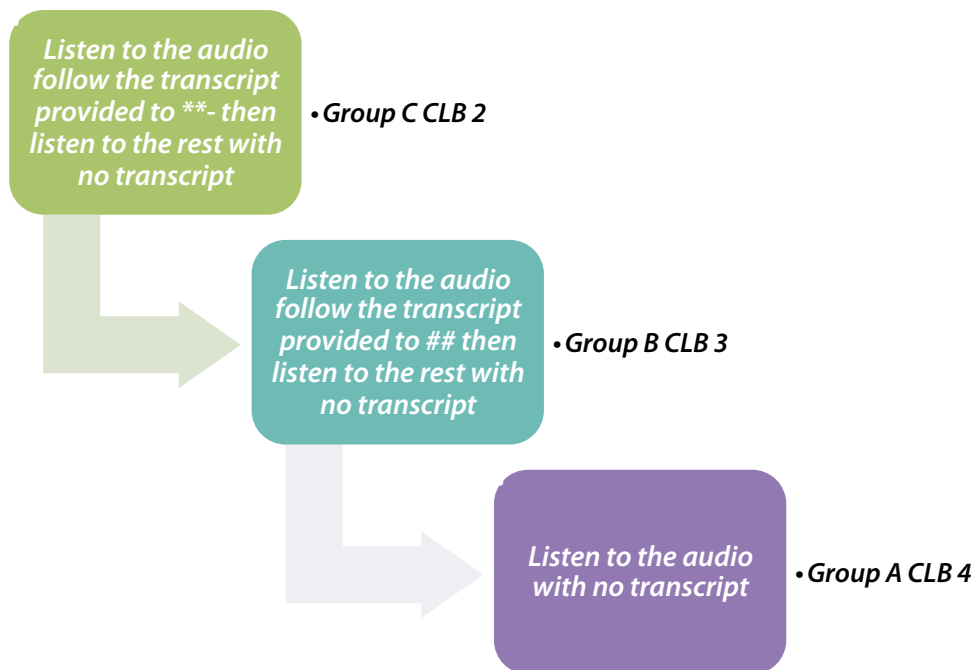 Listen to the audio
follow the transcript
provided to **- then
listen to the rest with
no transcript
• Group C CLB 2
Listen to the audio
follow the transcript
provided to ## then
listen to the rest with
no transcript
• Group B CLB 3
Listen to the audio
with no transcript
• Group A CLB 4